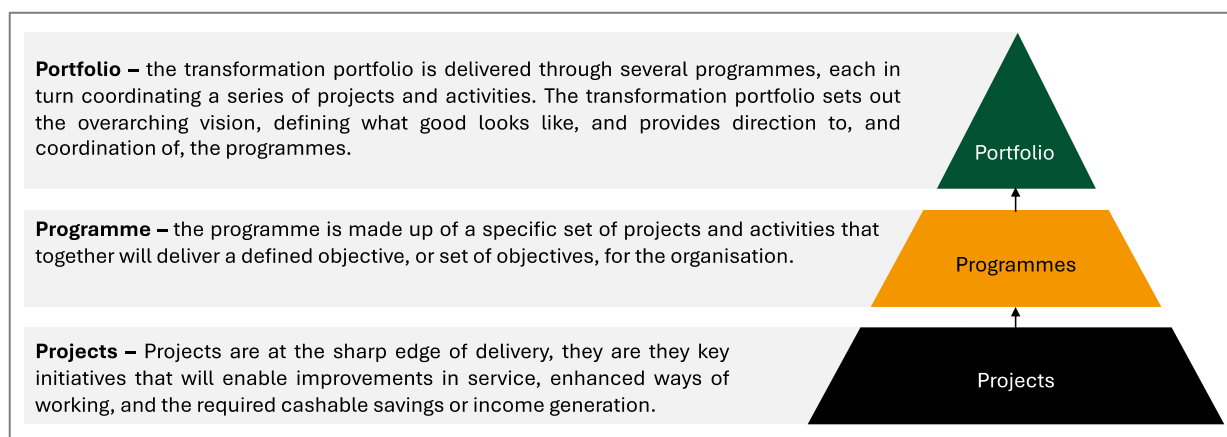 Portfolio – the transformation portfolio is delivered through several programmes, each in
turn coordinating a series of projects and activities. The transformation portfolio sets out
the overarching vision, defining what good looks like, and provides direction to, and
coordination of, the programmes.
Portfolio
Programme – the programme is made up of a specific set of projects and activities that
together will deliver a defined objective, or set of objectives, for the organisation.
Programmes
Projects – Projects are at the sharp edge of delivery, they are they key
initiatives that will enable improvements in service, enhanced ways of
working, and the required cashable savings or income generation.
Projects